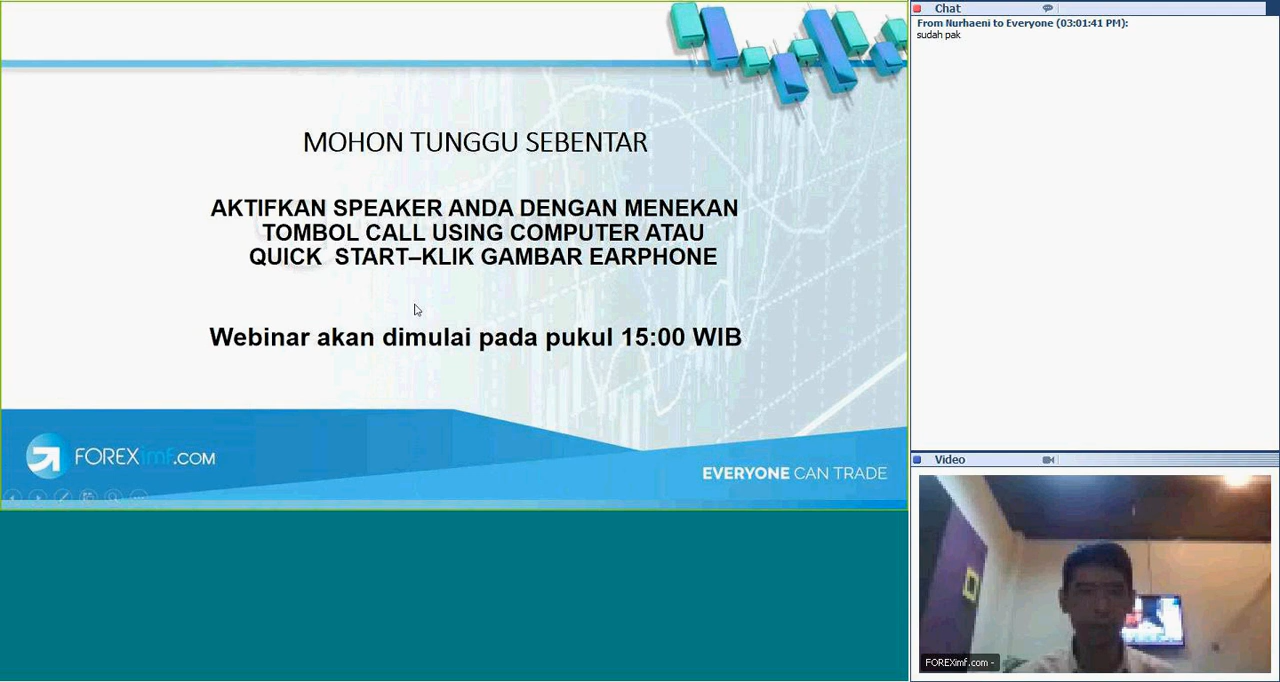 MOHON TUNGGU SEBENTAR
AKTIFKAN SPEAKER ANDA DENGAN MENEKAN
TOMBOL CALL USING COMPUTER ATAU
QUICK START–KLIK GAMBAR EARPHONE
Webinar akan dimulai pada pukul 15:00 WIB
FOREXimf.COM
EVERYONE CAN TRADE
Chat
From Nurhaeni to Everyone (03:01:41 PM):
sudah pak
Video
FOREXimf.com -